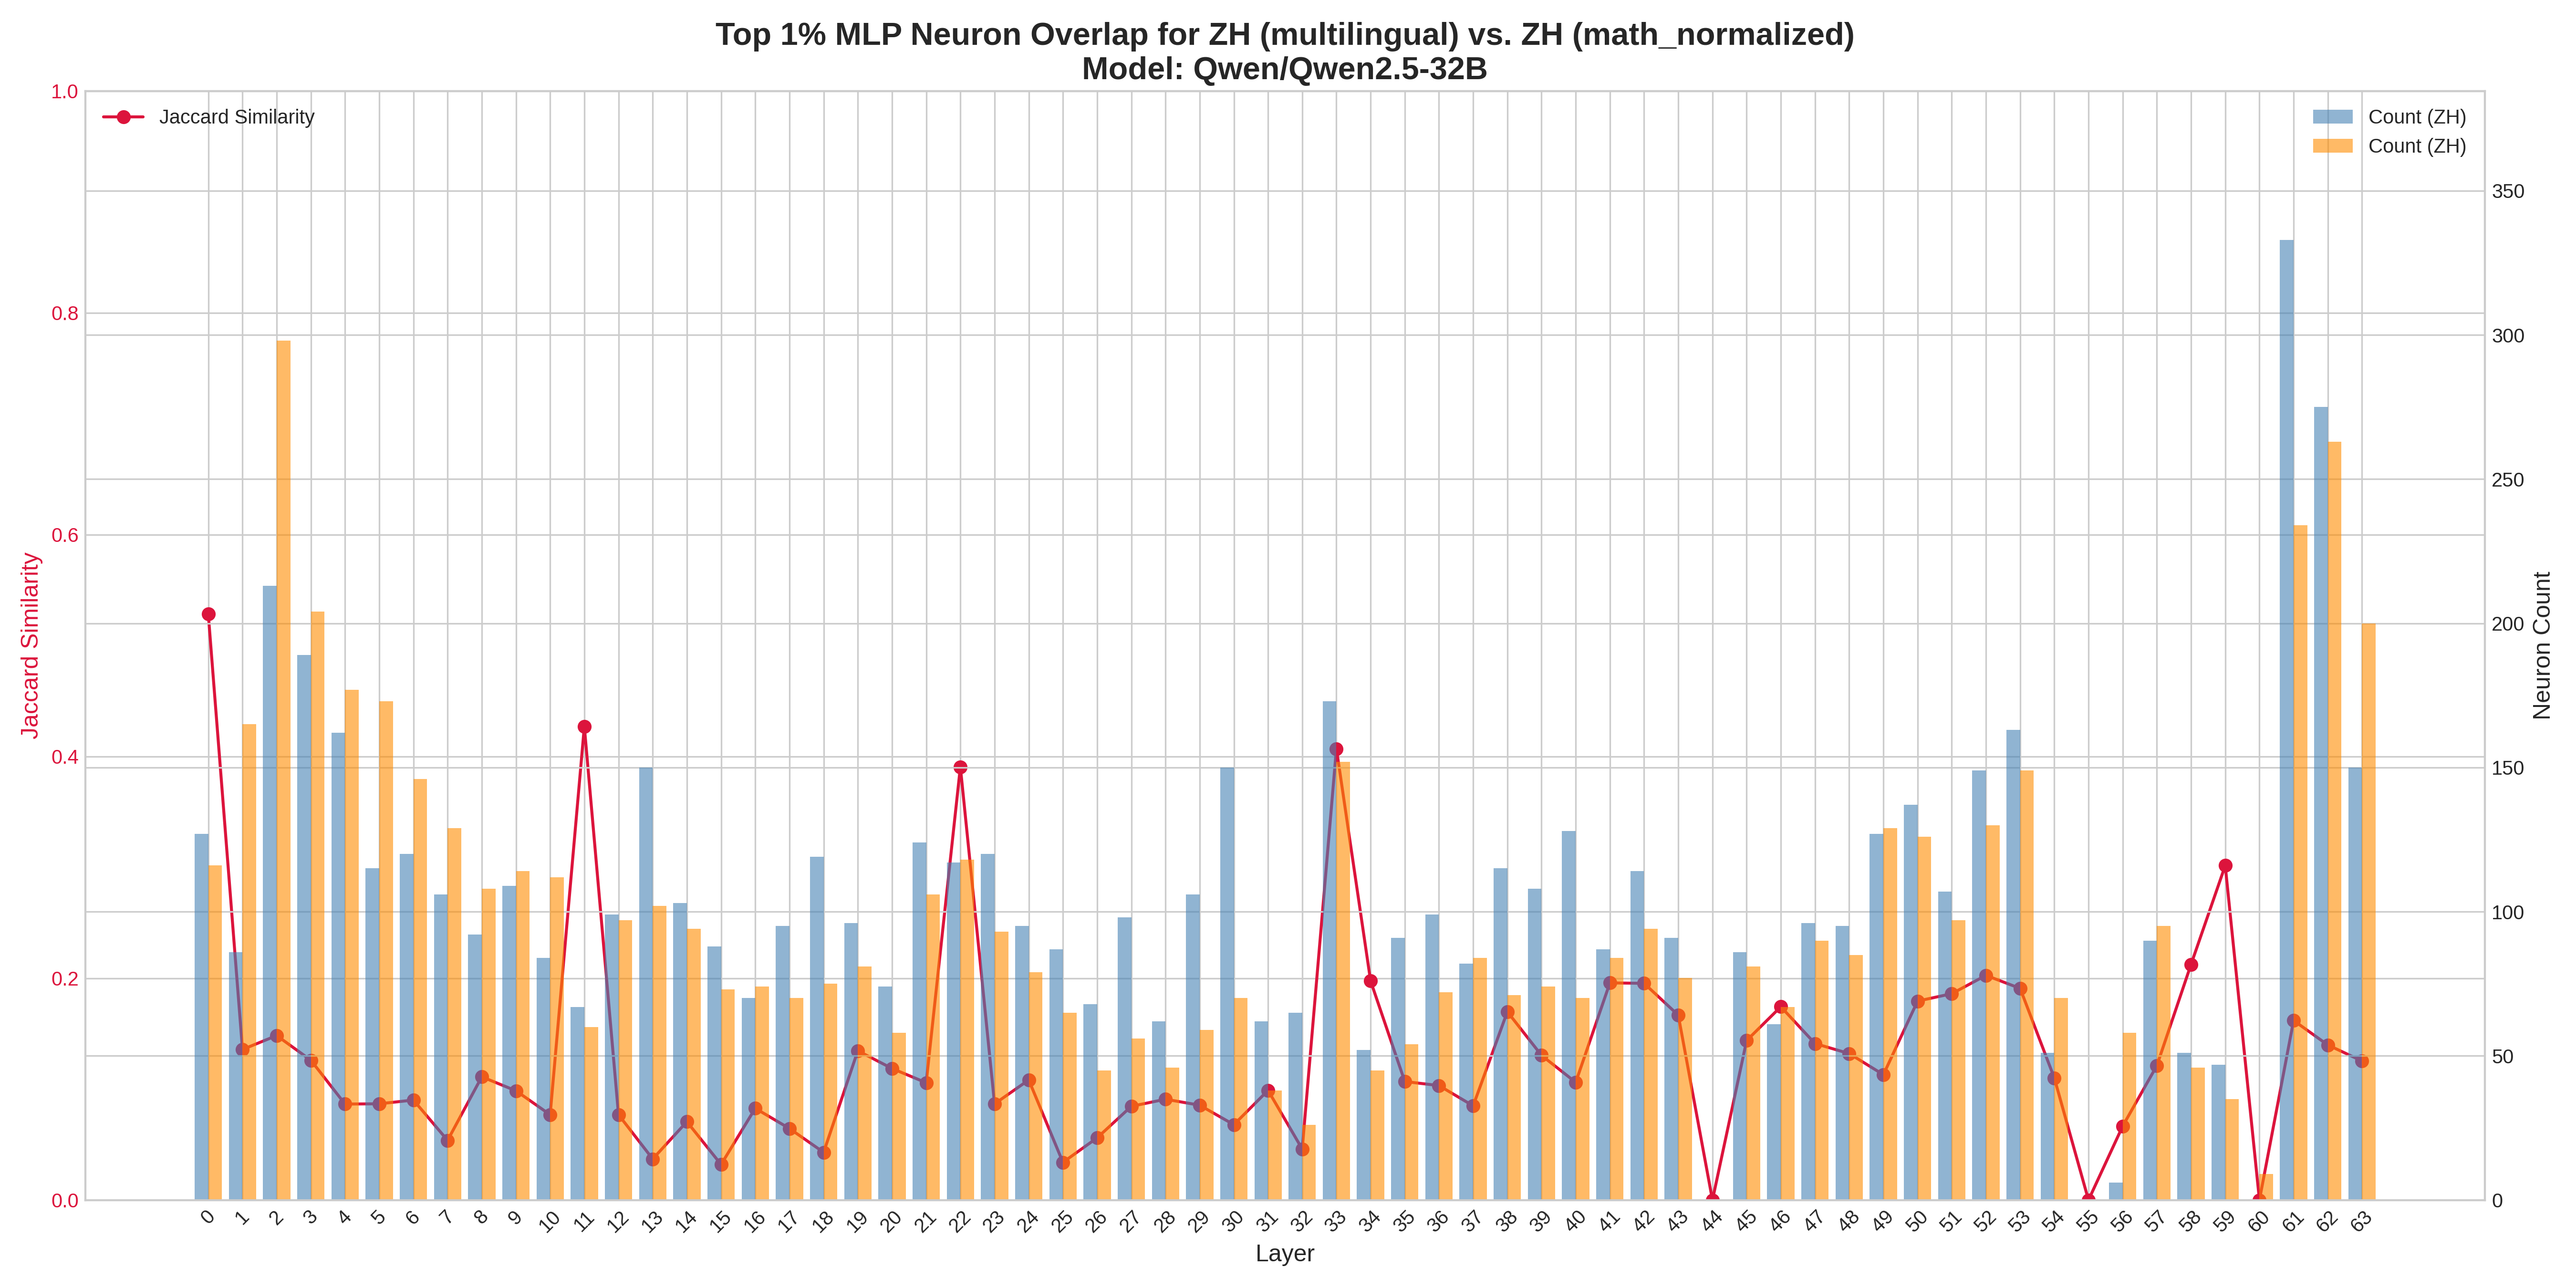 Top 1% MLP Neuron Overlap for ZH (multilingual) vs. ZH (math_normalized)
Model: Qwen/Qwen2.5-32B
Jaccard Similarity
Count (ZH)
Count (ZH)
Jaccard Similarity
1.0
0.8
0.6
0.4
0.2
0.0
350
300
250
200
150
100
50
0
Neuron Count
0 1 2 3 4 5 6 7 8 9 10 11 12 13 14 15 16 17 18 19 20 21 22 23 24 25 26 27 28 29 30 31 32 33 34 35 36 37 38 39 40 41 42 43 44 45 46 47 48 49 50 51 52 53 54 55 56 57 58 59 60 61 62 63
Layer